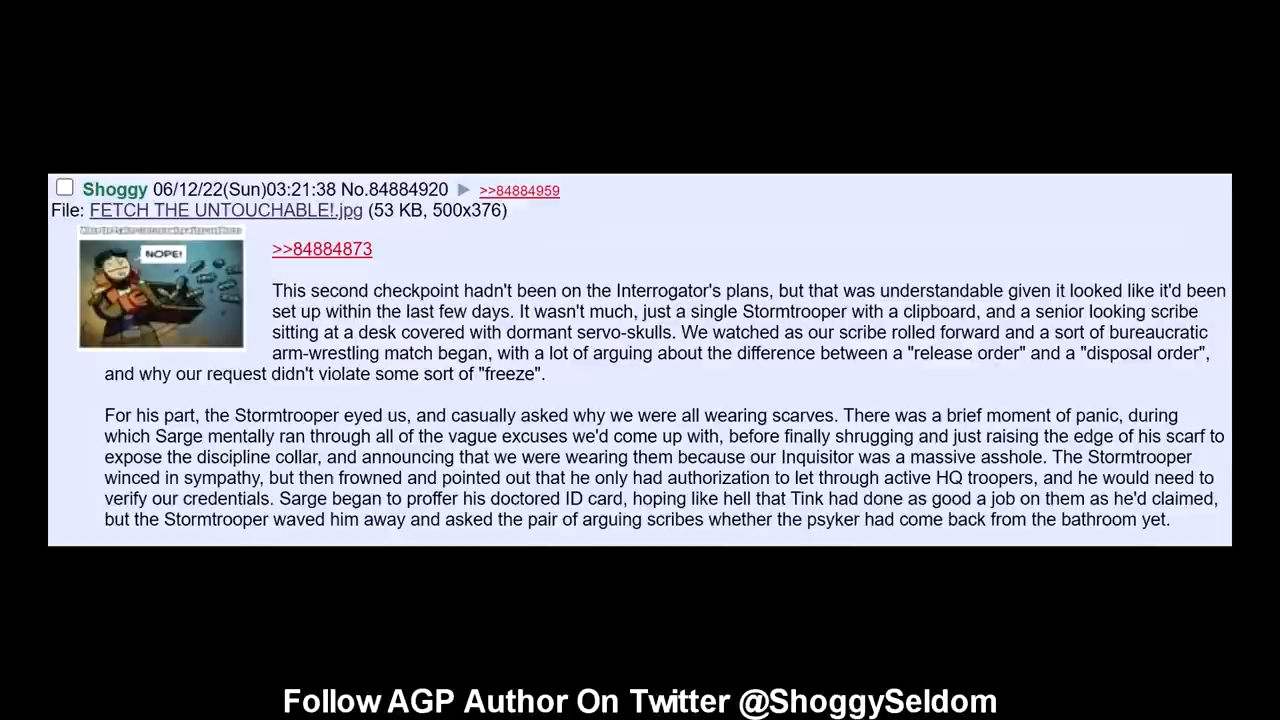 Shoggy 06/12/22(Sun)03:21:38 No.84884920 ▶ >>84884959
File: FETCH THE UNTOUCHABLE!.jpg (53 KB, 500x376)
NOPE!
>>84884873
This second checkpoint hadn't been on the Interrogator's plans, but that was understandable given it looked like it'd been
set up within the last few days. It wasn't much, just a single Stormtrooper with a clipboard, and a senior looking scribe
sitting at a desk covered with dormant servo-skulls. We watched as our scribe rolled forward and a sort of bureaucratic
arm-wrestling match began, with a lot of arguing about the difference between a "release order" and a "disposal order",
and why our request didn't violate some sort of "freeze".
For his part, the Stormtrooper eyed us, and casually asked why we were all wearing scarves. There was a brief moment of panic, during
which Sarge mentally ran through all of the vague excuses we'd come up with, before finally shrugging and just raising the edge of his scarf to
expose the discipline collar, and announcing that we were wearing them because our Inquisitor was a massive asshole. The Stormtrooper
winced in sympathy, but then frowned and pointed out that he only had authorization to let through active HQ troopers, and he would need to
verify our credentials. Sarge began to proffer his doctored ID card, hoping like hell that Tink had done as good a job on them as he'd claimed,
but the Stormtrooper waved him away and asked the pair of arguing scribes whether the psyker had come back from the bathroom yet.
Follow AGP Author On Twitter @ShoggySeldom